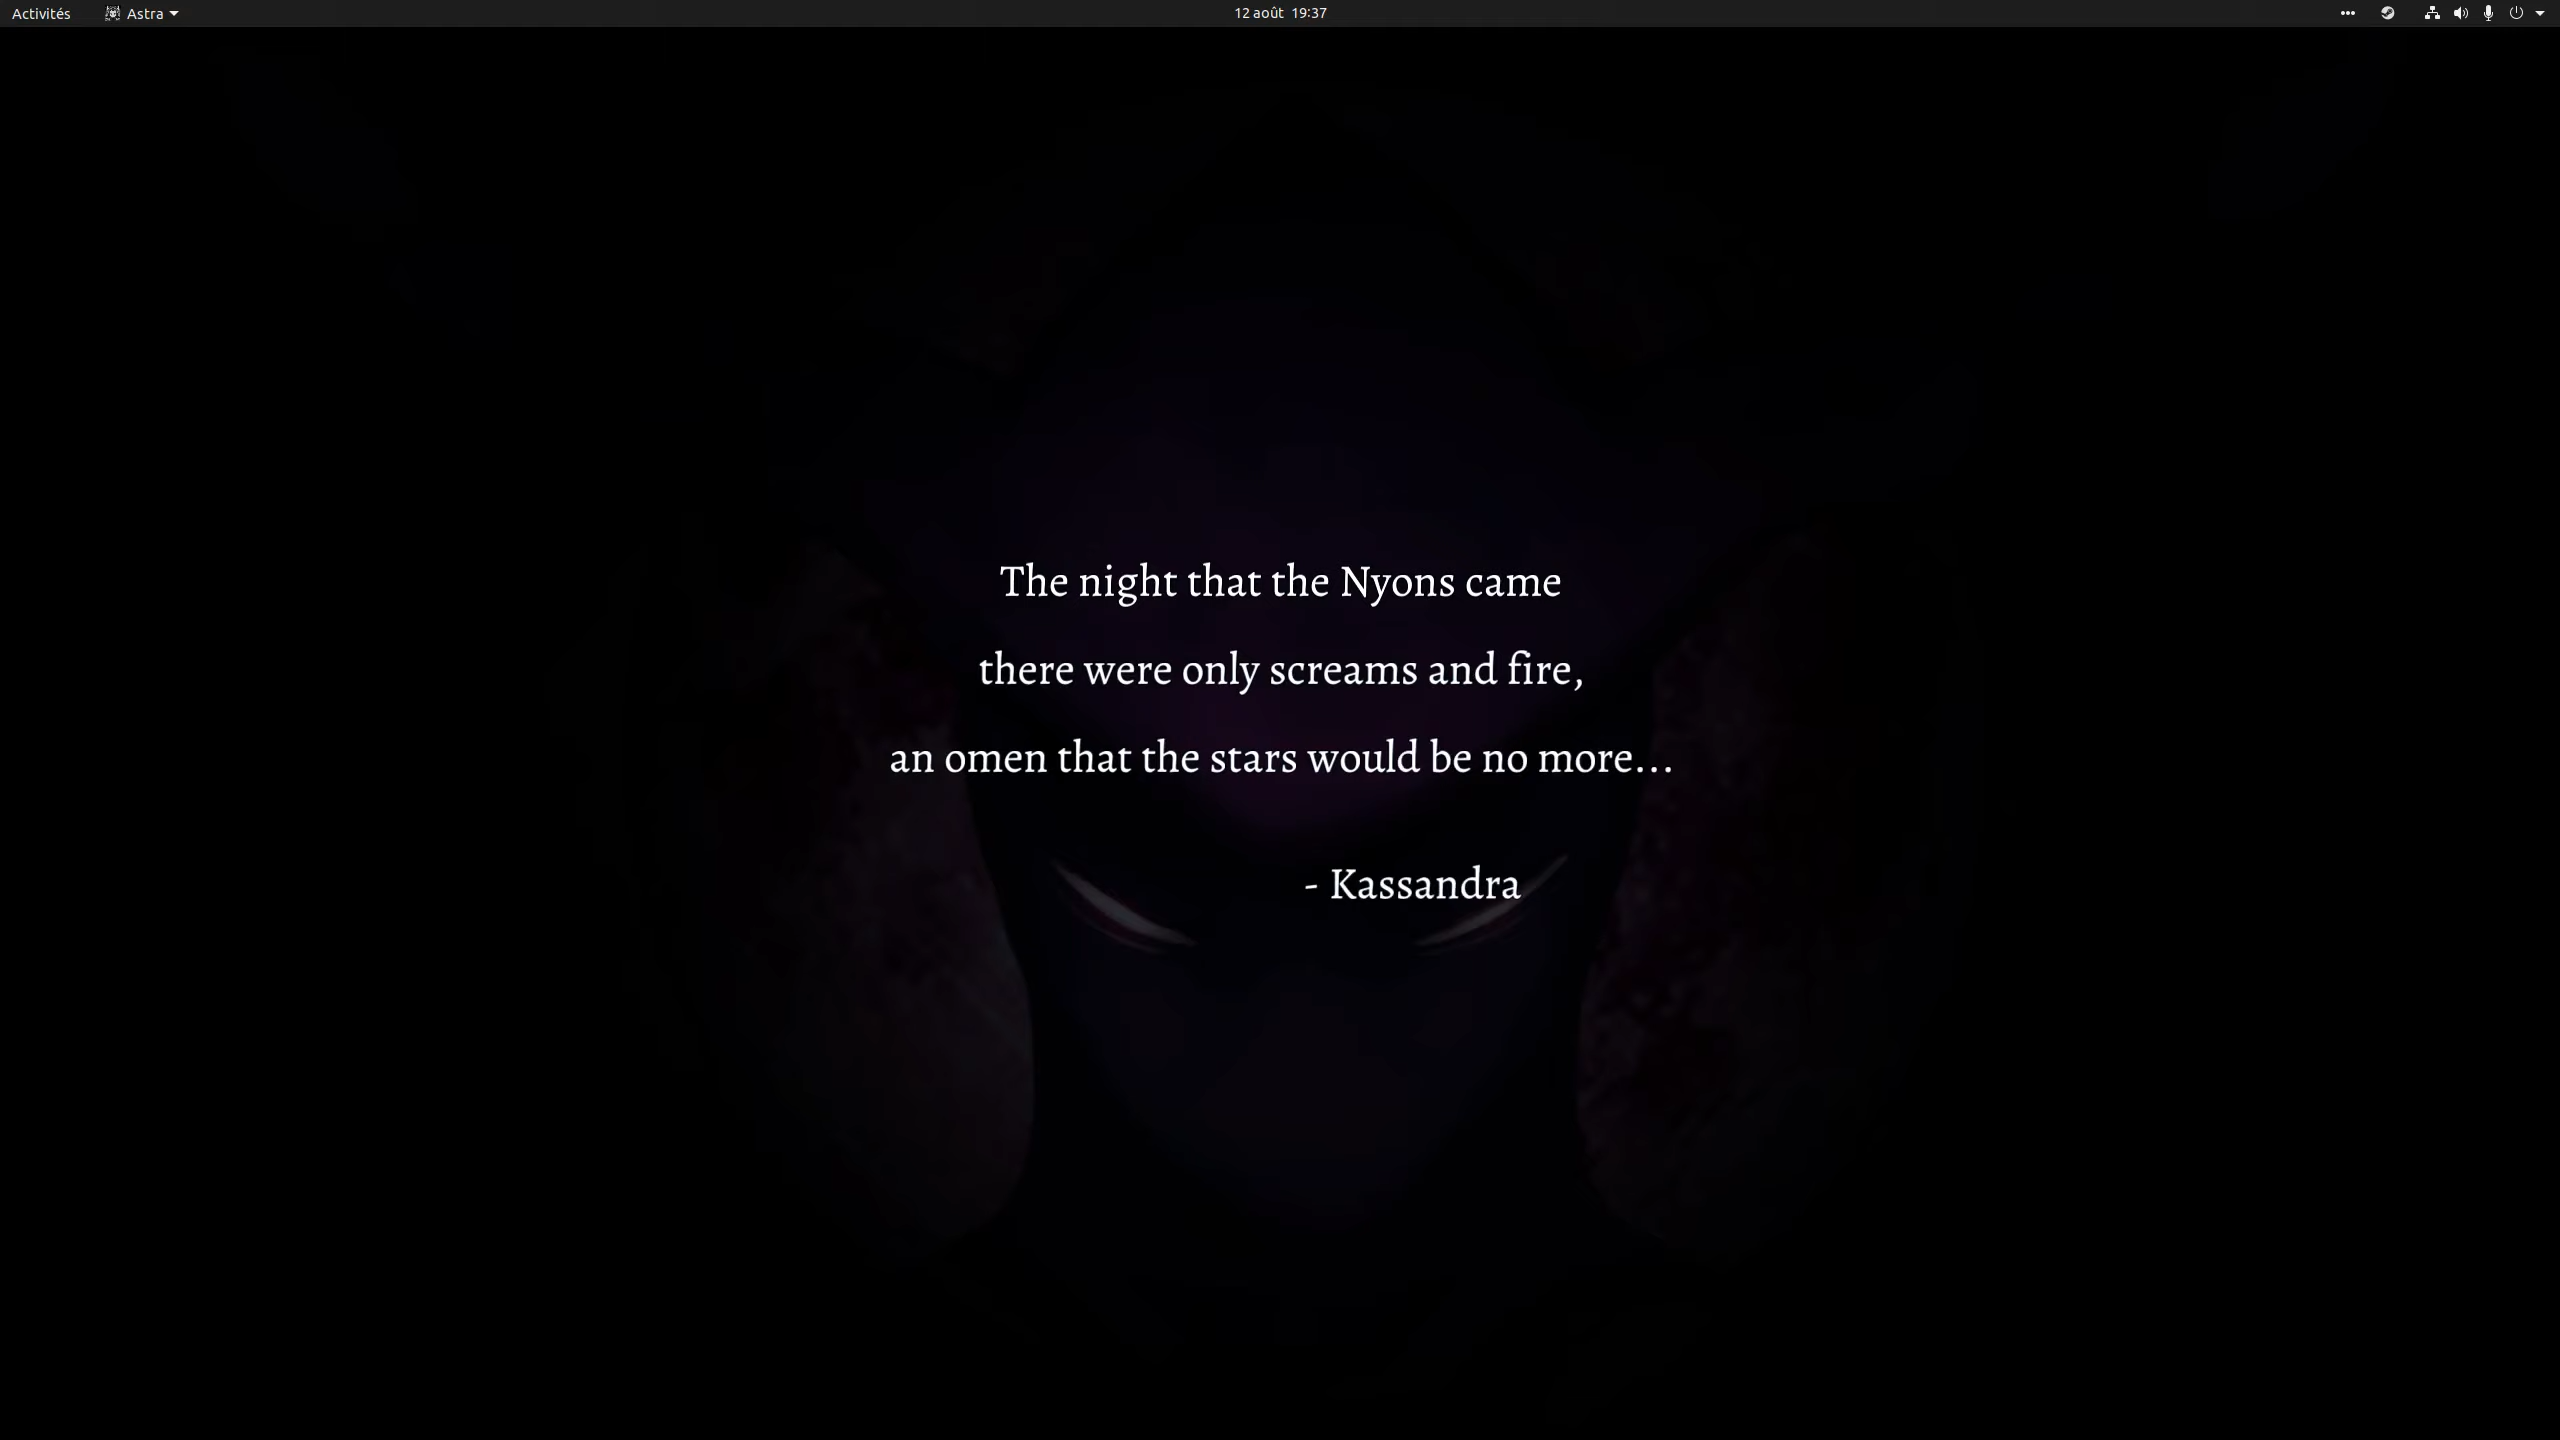 Activités Astra 12 août 19:37
The night that the Nyons came
there were only screams and fire,
an omen that the stars would be no more...
- Kassandra